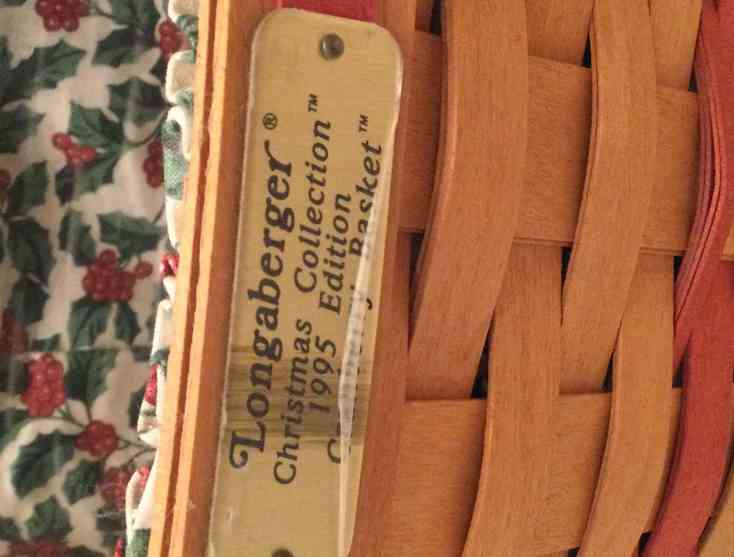 Longaberger®
Christmas Collection™
1995 Edition
Basket™